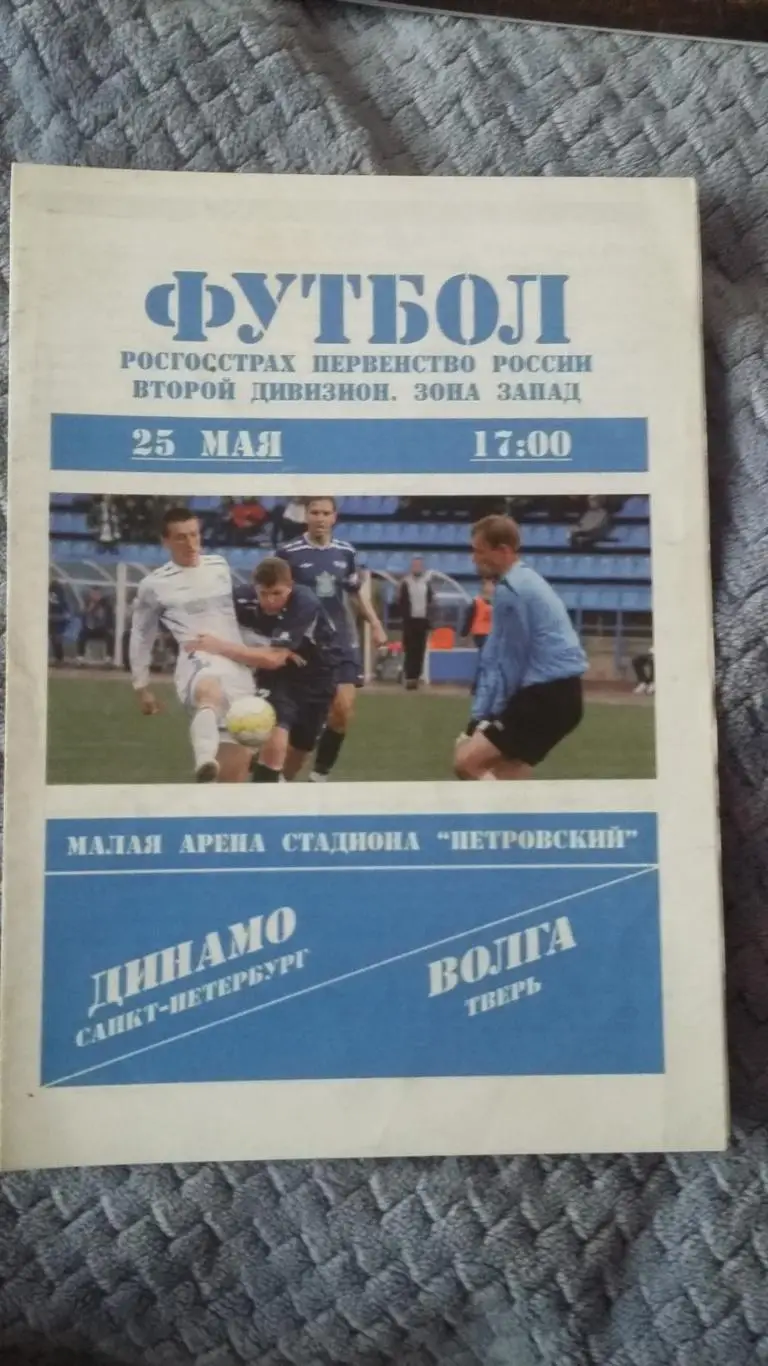 ФУТБОЛ
РОСГОССТРАХ ПЕРВЕНСТВО РОССИИ
ВТОРОЙ ДИВИЗИОН. ЗОНА ЗАПАД
25 МАЯ 17:00
МАЛАЯ АРЕНА СТАДИОНА "ПЕТРОВСКИЙ"
ДИНАМО
САНКТ-ПЕТЕРБУРГ
ВОЛГА
ТВЕРЬ